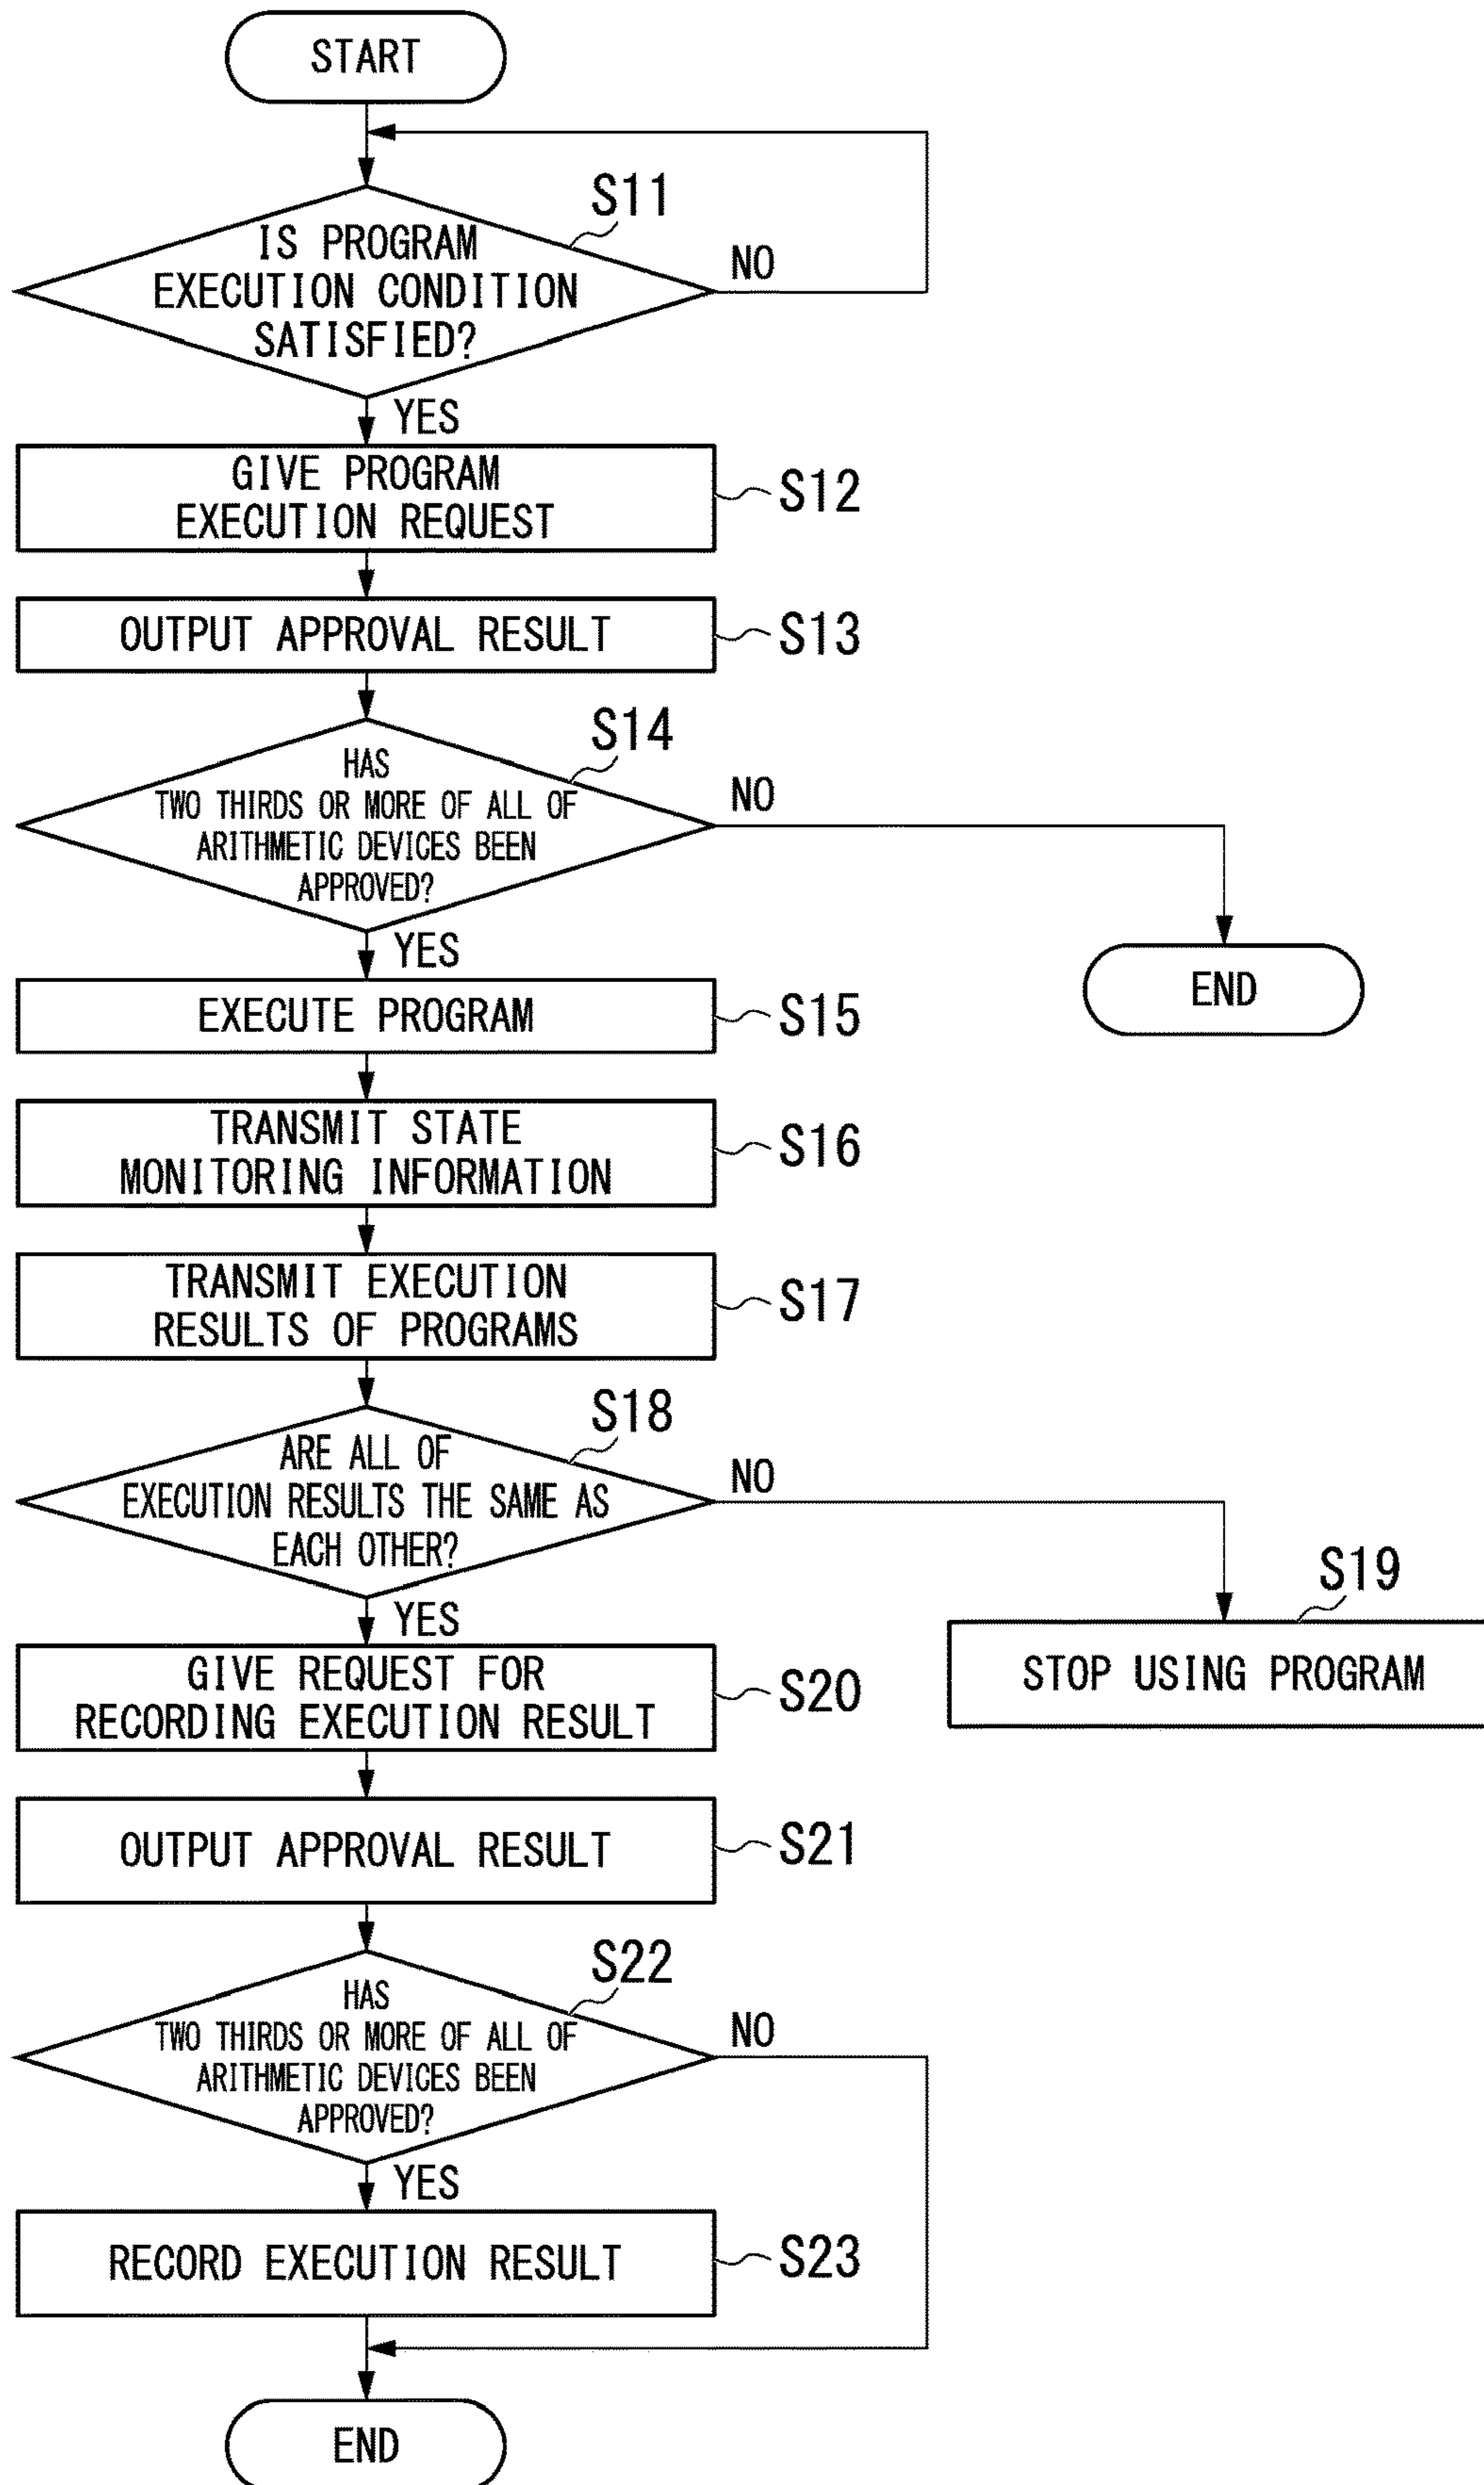 START
S11
IS PROGRAM
EXECUTION CONDITION
SATISFIED?
NO
YES
GIVE PROGRAM
EXECUTION REQUEST
S12
OUTPUT APPROVAL RESULT
S13
S14
HAS
TWO THIRDS OR MORE OF ALL OF
ARITHMETIC DEVICES BEEN
APPROVED?
NO
YES
END
EXECUTE PROGRAM
S15
TRANSMIT STATE
MONITORING INFORMATION
S16
TRANSMIT EXECUTION
RESULTS OF PROGRAMS
S17
S18
ARE ALL OF
EXECUTION RESULTS THE SAME AS
EACH OTHER?
NO
YES
S19
STOP USING PROGRAM
GIVE REQUEST FOR
RECORDING EXECUTION RESULT
S20
OUTPUT APPROVAL RESULT
S21
S22
HAS
TWO THIRDS OR MORE OF ALL OF
ARITHMETIC DEVICES BEEN
APPROVED?
NO
YES
RECORD EXECUTION RESULT
S23
END